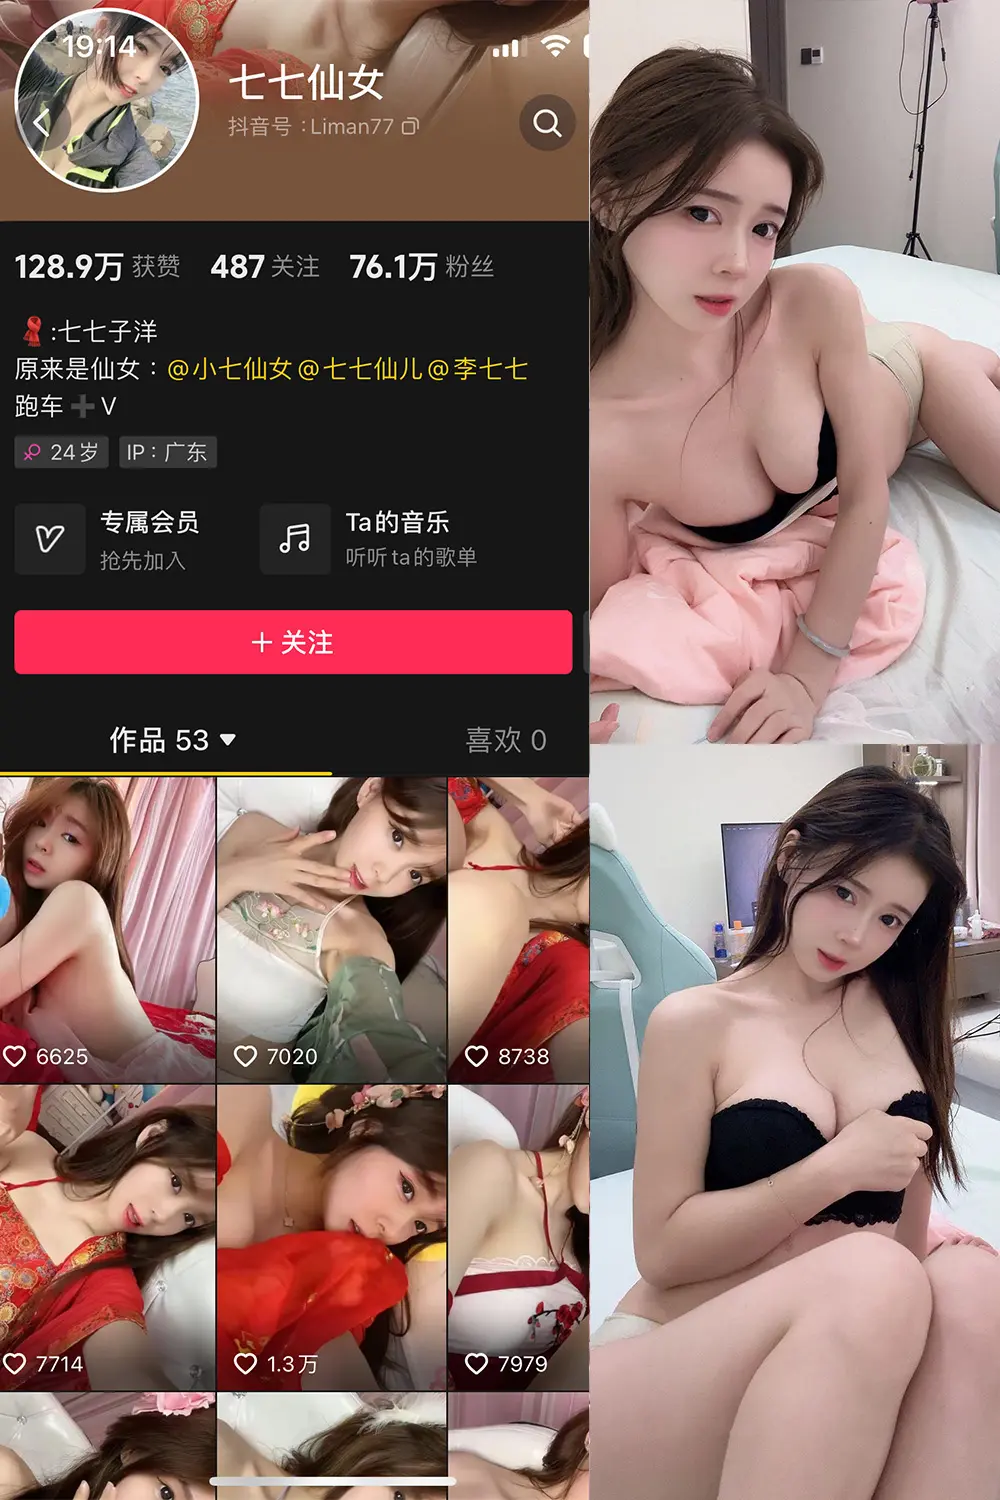 19:14
七七仙女
抖音号：Liman77
128.9万 获赞 487 关注 76.1万 粉丝
:七七子洋
原来是仙女：@小七仙女@七七仙儿@李七七
跑车➕V
24岁 IP：广东
专属会员 Ta的音乐
抢先加入 听听ta的歌单
+ 关注
作品 53 喜欢 0
6625 7020 8738
7714 1.3万 7979